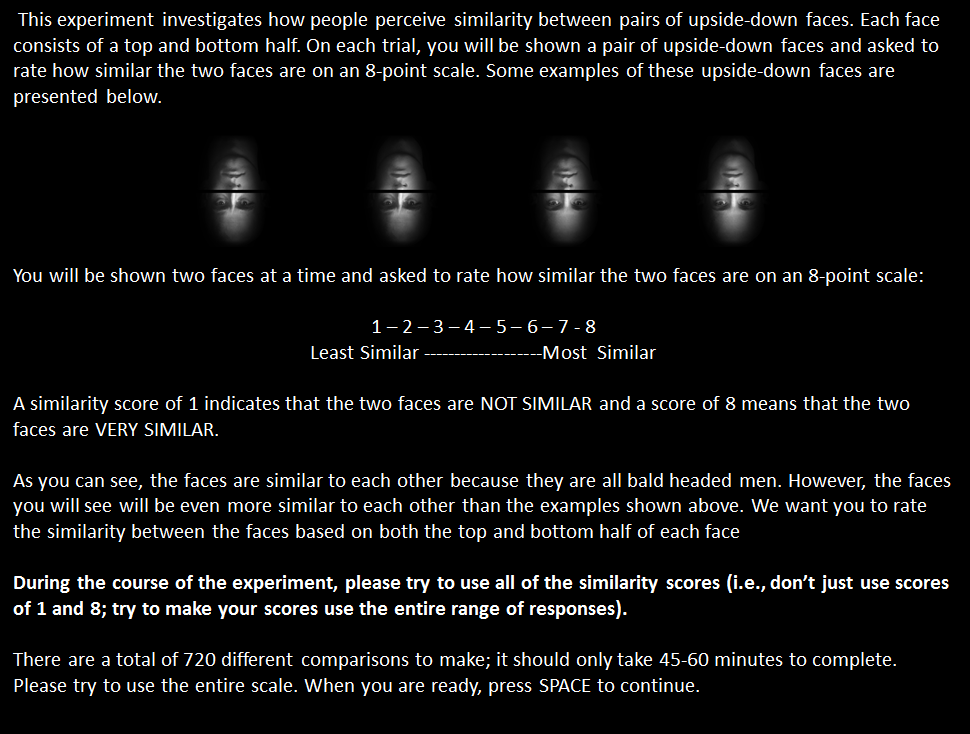 This experiment investigates how people perceive similarity between pairs of upside-down faces. Each face
consists of a top and bottom half. On each trial, you will be shown a pair of upside-down faces and asked to
rate how similar the two faces are on an 8-point scale. Some examples of these upside-down faces are
presented below.
You will be shown two faces at a time and asked to rate how similar the two faces are on an 8-point scale:
1 – 2 – 3 – 4 – 5 – 6 – 7 - 8
Least Similar --------------------Most Similar
A similarity score of 1 indicates that the two faces are NOT SIMILAR and a score of 8 means that the two
faces are VERY SIMILAR.
As you can see, the faces are similar to each other because they are all bald headed men. However, the faces
you will see will be even more similar to each other than the examples shown above. We want you to rate
the similarity between the faces based on both the top and bottom half of each face
During the course of the experiment, please try to use all of the similarity scores (i.e., don’t just use scores
of 1 and 8; try to make your scores use the entire range of responses).
There are a total of 720 different comparisons to make; it should only take 45-60 minutes to complete.
Please try to use the entire scale. When you are ready, press SPACE to continue.